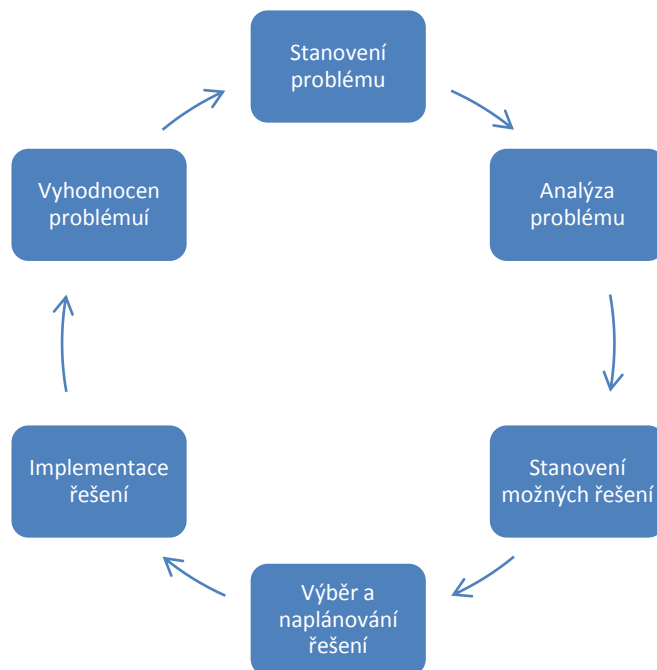 Stanovení
problému
Analýza
problému
Stanovení
možných řešení
Výběr a
naplánování
řešení
Implementace
řešení
Vyhodnocen
problémuí